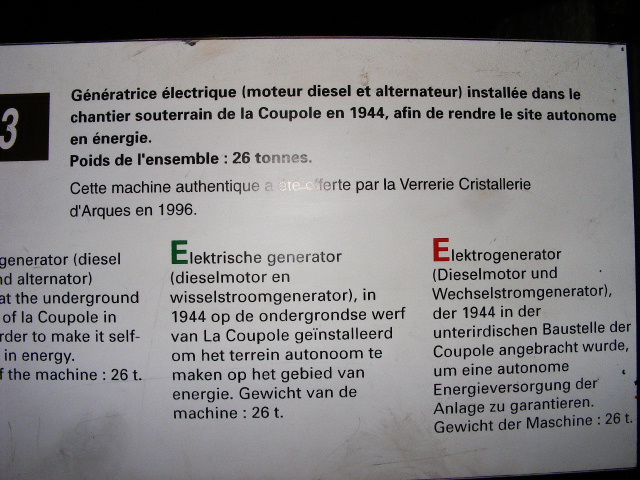 3
Génératrice électrique (moteur diesel et alternateur) installée dans le
chantier souterrain de la Coupole en 1944, afin de rendre le site autonome
en énergie.
Poids de l'ensemble : 26 tonnes.
Cette machine authentique a été offerte par la Verrerie Cristallerie
d'Arques en 1996.
generator (diesel
nd alternator)
at the underground
of la Coupole in
rder to make it self-
in energy.
f the machine : 26 t.
Elektrische generator
(dieselmotor en
wisselstroomgenerator), in
1944 op de ondergrondse werf
van La Coupole geïnstalleerd
om het terrein autonoom te
maken op het gebied van
energie. Gewicht van de
machine : 26 t.
Elektrogenerator
(Dieselmotor und
Wechselstromgenerator),
der 1944 in der
unterirdischen Baustelle der
Coupole angebracht wurde,
um eine autonome
Energieversorgung der
Anlage zu garantieren.
Gewicht der Maschine : 26 t.